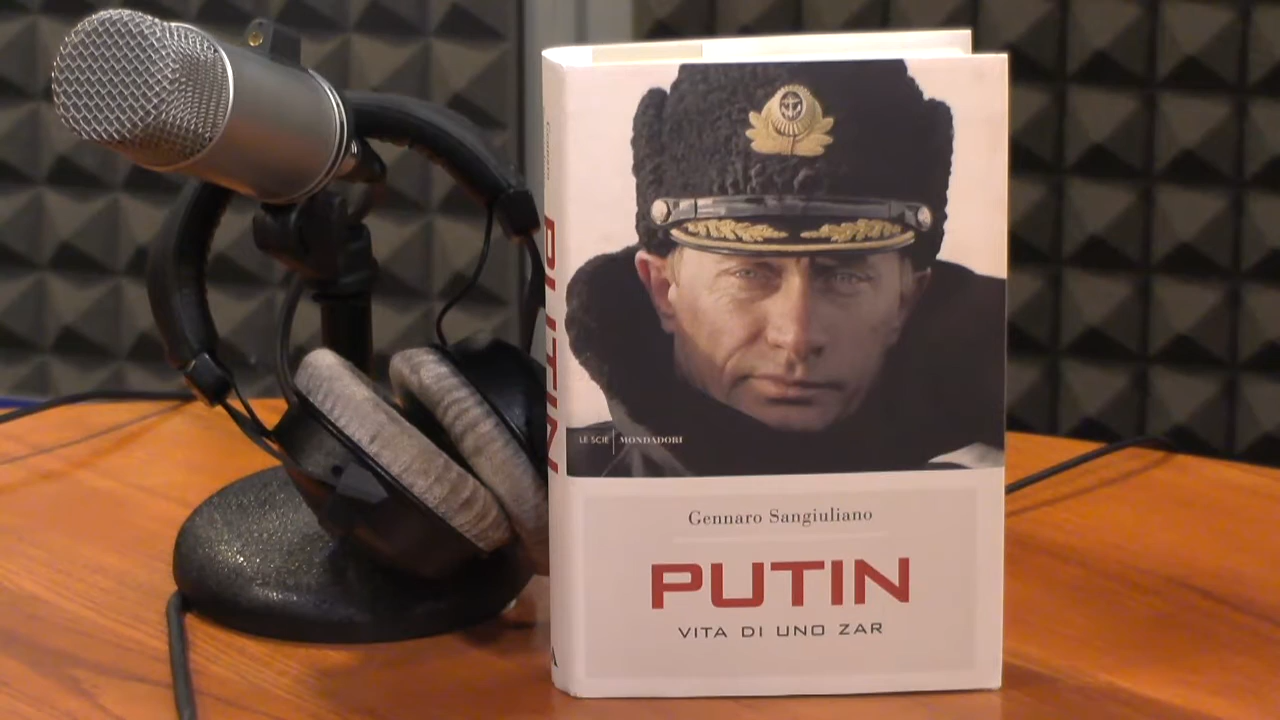 PUTIN
LE SCIE | MONDADORI
Gennaro Sangiuliano
PUTIN
VITA DI UNO ZAR